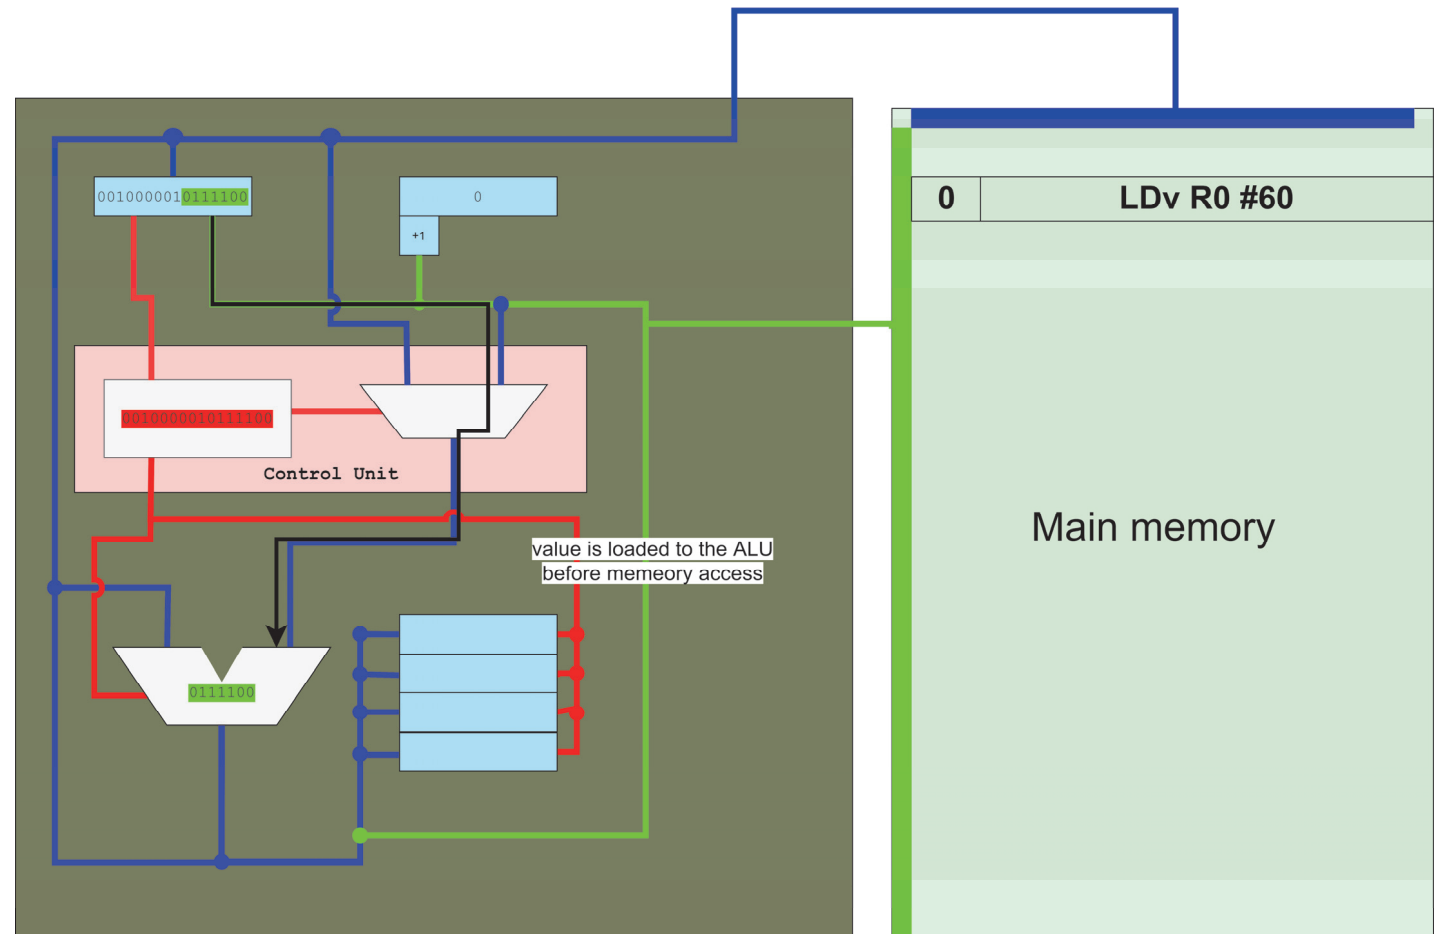 0010000010111100
0
+1
0 LDv R0 #60
0010000010111100
Control Unit
Main memory
value is loaded to the ALU
before memeory access
0111100